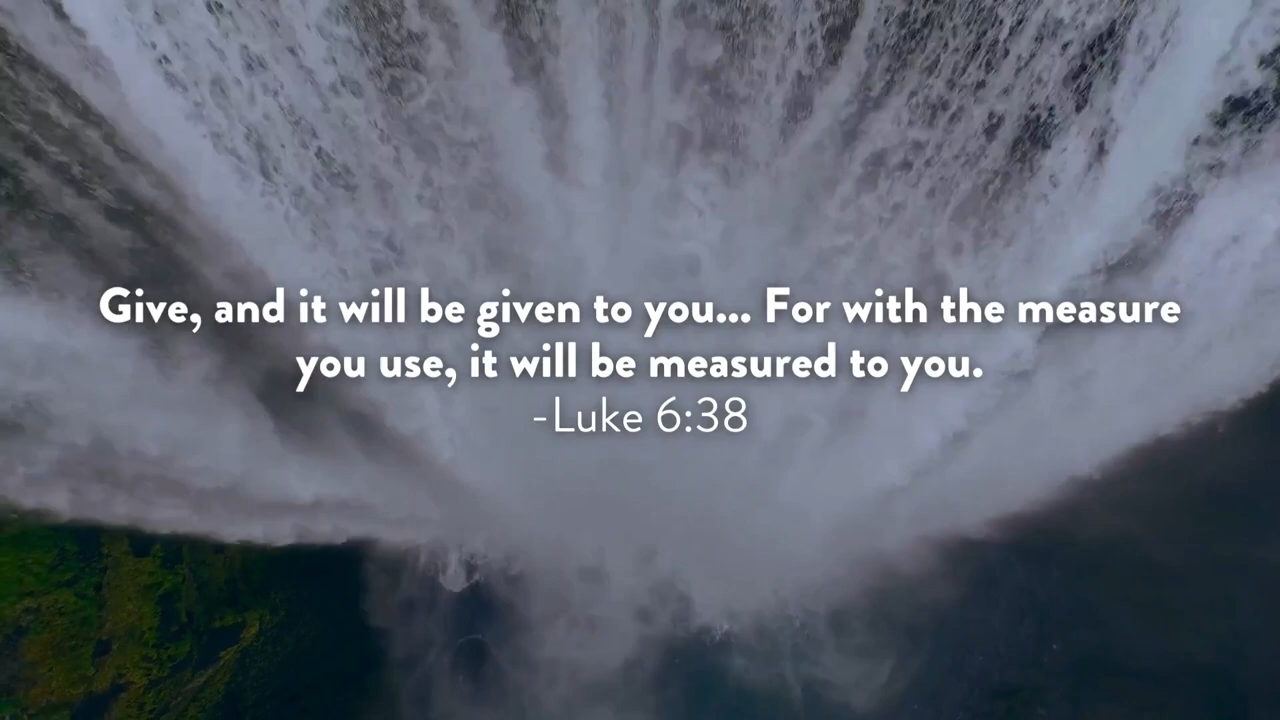 Give, and it will be given to you... For with the measure
you use, it will be measured to you.
-Luke 6:38